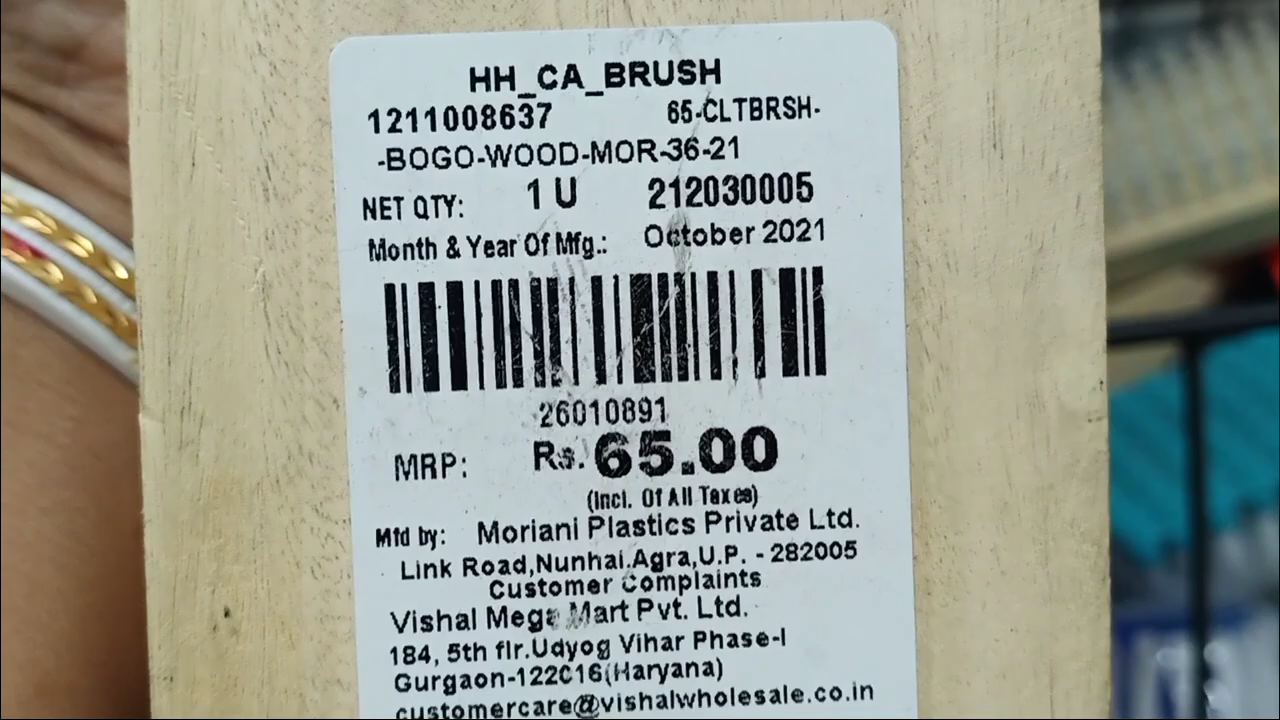 HH_CA_BRUSH
1211008637 65-CLTBRSH-
-BOGO-WOOD-MOR-36-21
NET QTY: 1 U 212030005
Month & Year Of Mfg.: October 2021
26010891
MRP: Rs. 65.00
(Incl. Of All Taxes)
Mfd by: Moriani Plastics Private Ltd.
Link Road,Nunhai.Agra,U.P. - 282005
Customer Complaints
Vishal Mega Mart Pvt. Ltd.
184, 5th flr.Udyog Vihar Phase-I
Gurgaon-122016(Haryana)
customercare@vishalwholesale.co.in